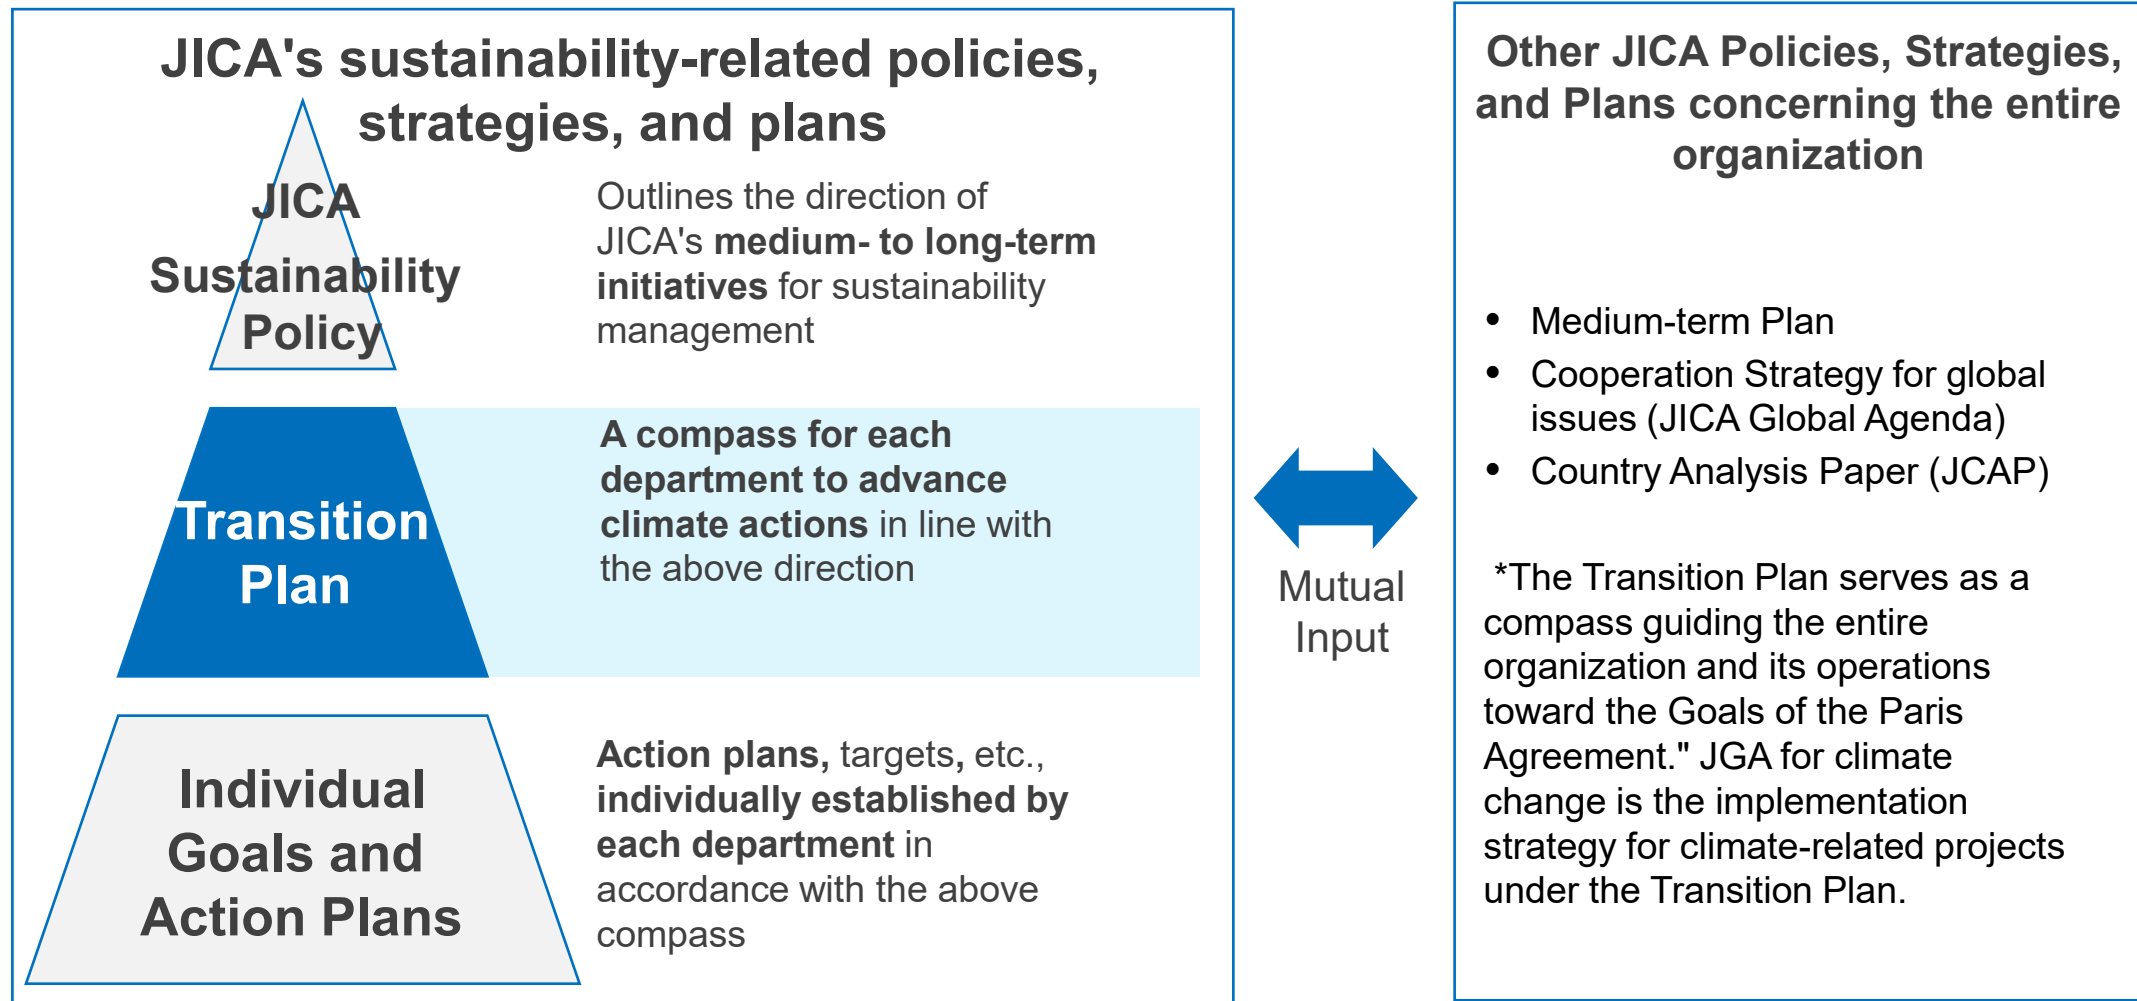 JICA's sustainability-related policies,
strategies, and plans
JICA
Sustainability
Policy
Outlines the direction of
JICA's medium- to long-term
initiatives for sustainability
management
Transition
Plan
A compass for each
department to advance
climate actions in line with
the above direction
Individual
Goals and
Action Plans
Action plans, targets, etc.,
individually established by
each department in
accordance with the above
compass
Mutual
Input
Other JICA Policies, Strategies,
and Plans concerning the entire
organization
• Medium-term Plan
• Cooperation Strategy for global
issues (JICA Global Agenda)
• Country Analysis Paper (JCAP)
*The Transition Plan serves as a
compass guiding the entire
organization and its operations
toward the Goals of the Paris
Agreement." JGA for climate
change is the implementation
strategy for climate-related projects
under the Transition Plan.